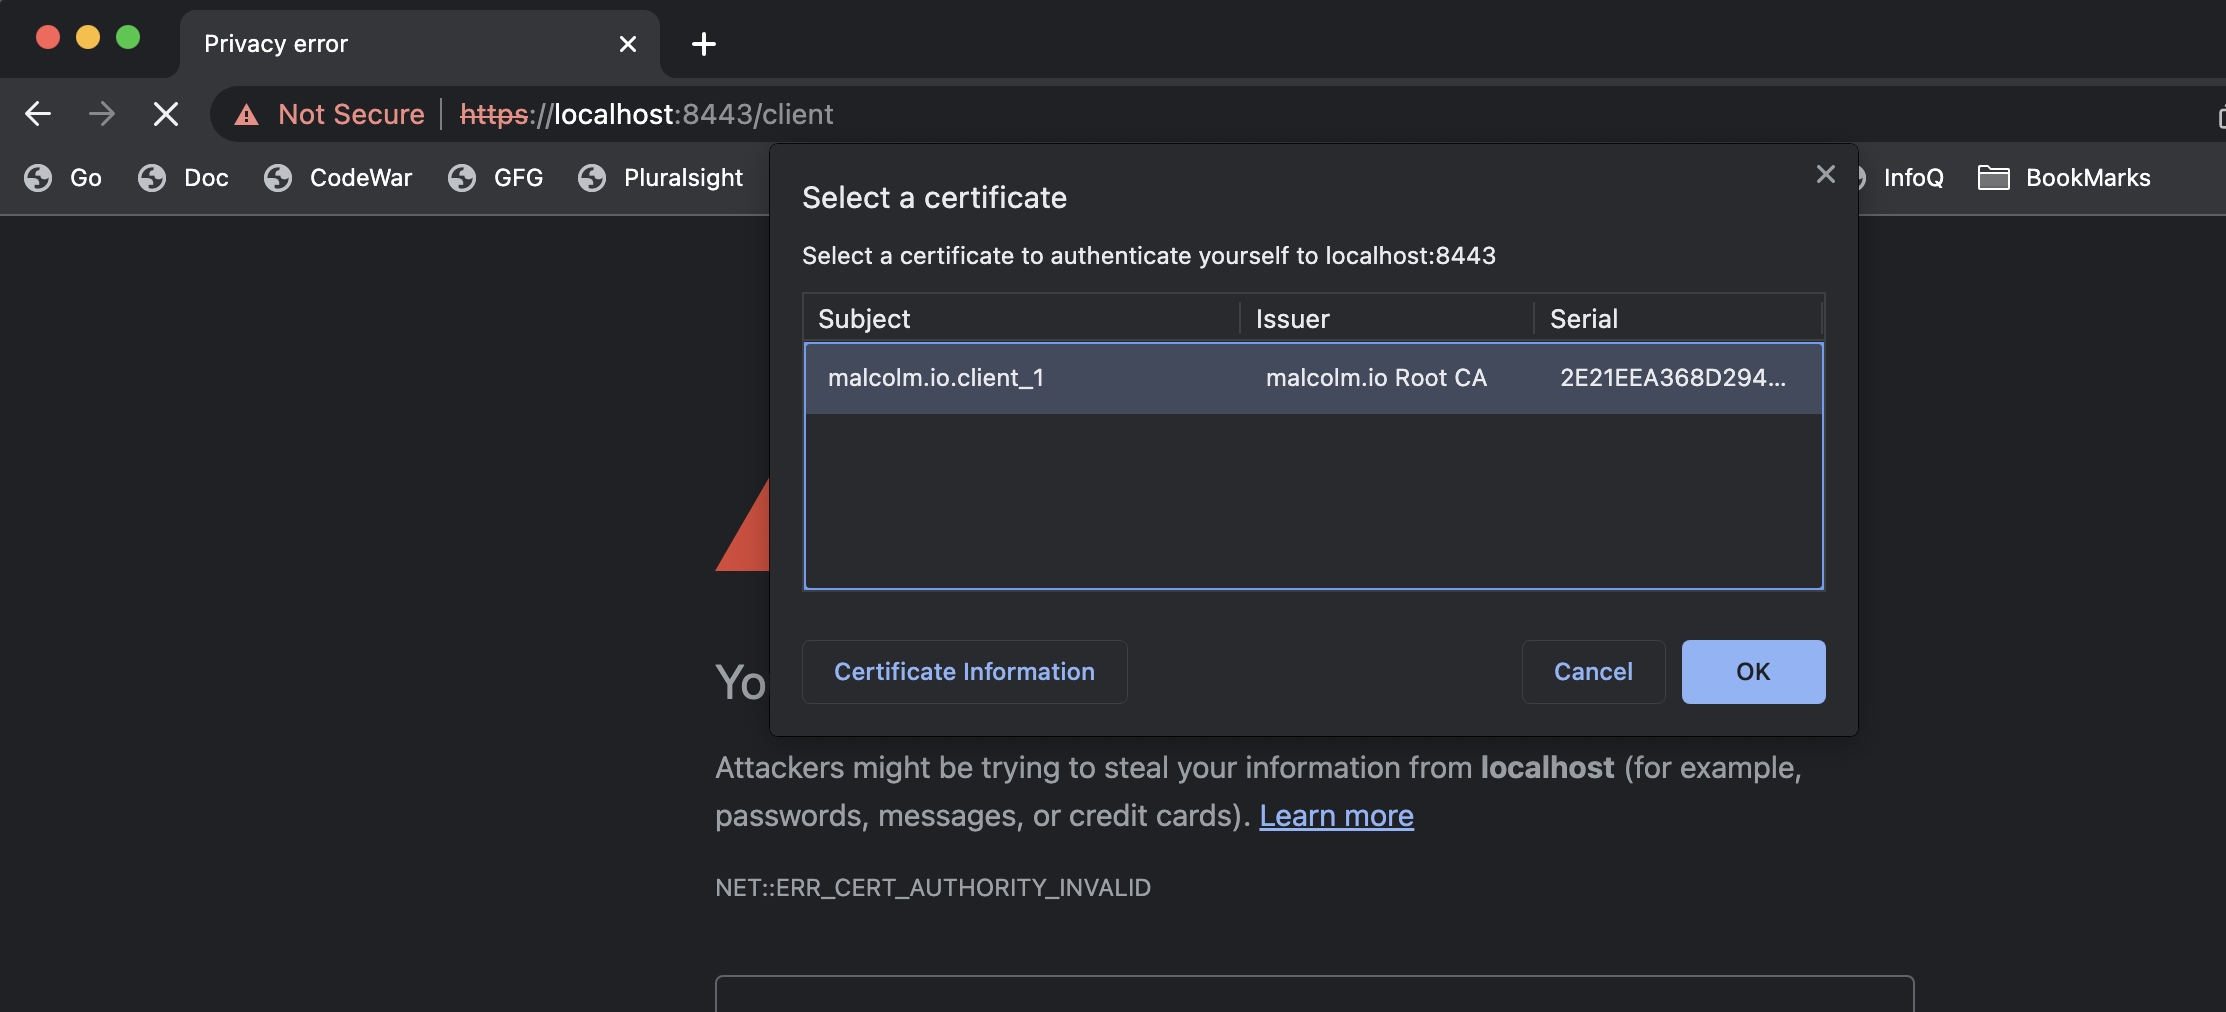 Privacy error
Not Secure https://localhost:8443/client
Go Doc CodeWar GFG Pluralsight InfoQ BookMarks
Select a certificate
Select a certificate to authenticate yourself to localhost:8443
Subject Issuer Serial
malcolm.io.client_1 malcolm.io Root CA 2E21EEA368D294...
Certificate Information Cancel OK
Yo
Attackers might be trying to steal your information from localhost (for example,
passwords, messages, or credit cards). Learn more
NET::ERR_CERT_AUTHORITY_INVALID